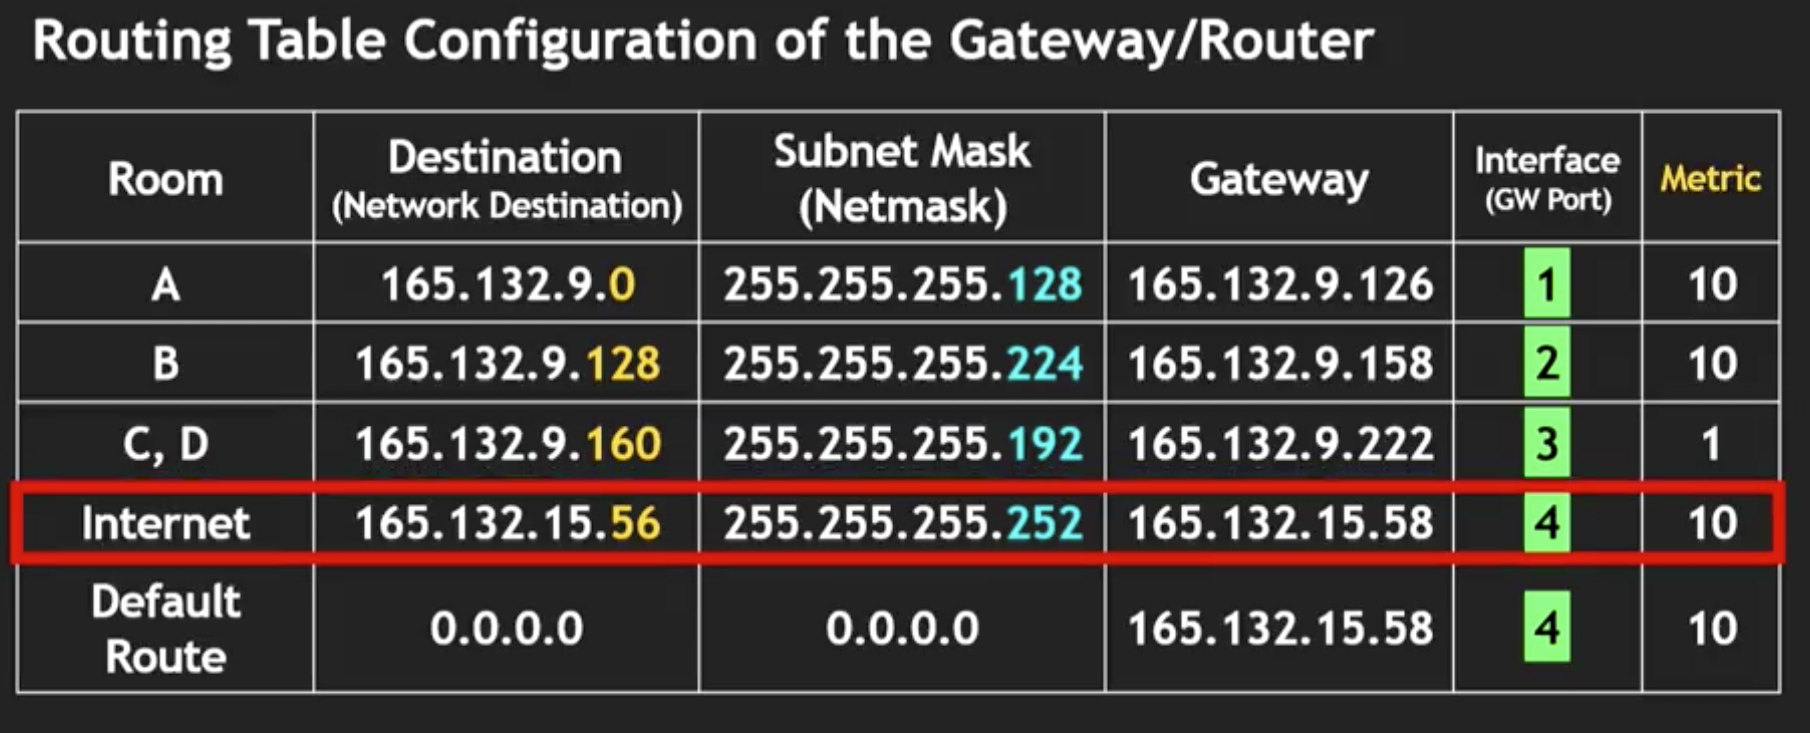 Routing Table Configuration of the Gateway/Router
Room
Destination
(Network Destination)
Subnet Mask
(Netmask)
Gateway
Interface
(GW Port)
Metric
A 165.132.9.0 255.255.255.128 165.132.9.126 1 10
B 165.132.9.128 255.255.255.224 165.132.9.158 2 10
C, D 165.132.9.160 255.255.255.192 165.132.9.222 3 1
Internet 165.132.15.56 255.255.255.252 165.132.15.58 4 10
Default
Route
0.0.0.0 0.0.0.0 165.132.15.58 4 10